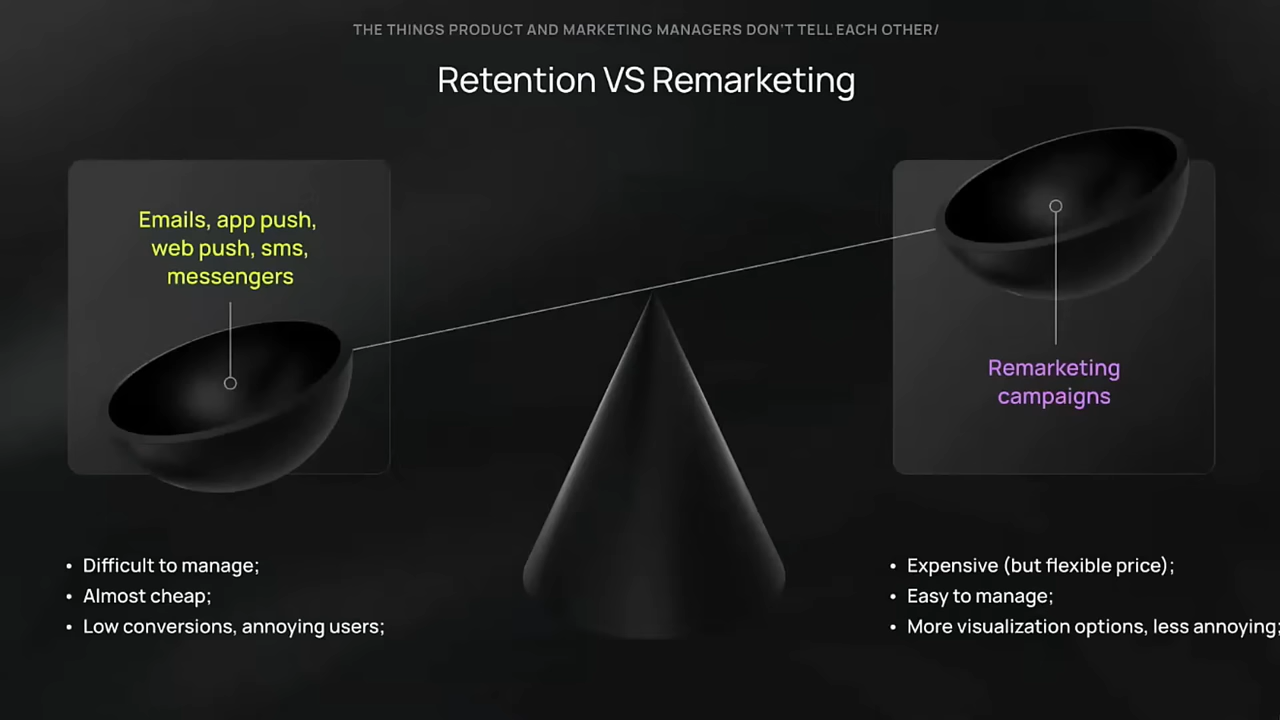 THE THINGS PRODUCT AND MARKETING MANAGERS DON'T TELL EACH OTHER/
Retention VS Remarketing
Emails, app push,
web push, sms,
messengers
Remarketing
campaigns
• Difficult to manage;
• Almost cheap;
• Low conversions, annoying users;
• Expensive (but flexible price);
• Easy to manage;
• More visualization options, less annoying;